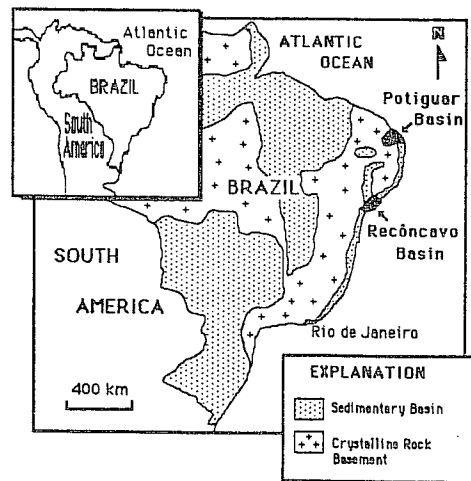 Atlantic
Ocean
BRAZIL
South
America
ATLANTIC
OCEAN
N
Potiguar
Basin
BRAZIL
Recôncavo
Basin
SOUTH
AMERICA
Rio de Janeiro
400 km
EXPLANATION
Sedimentary Basin
Crystalline Rock
Basement